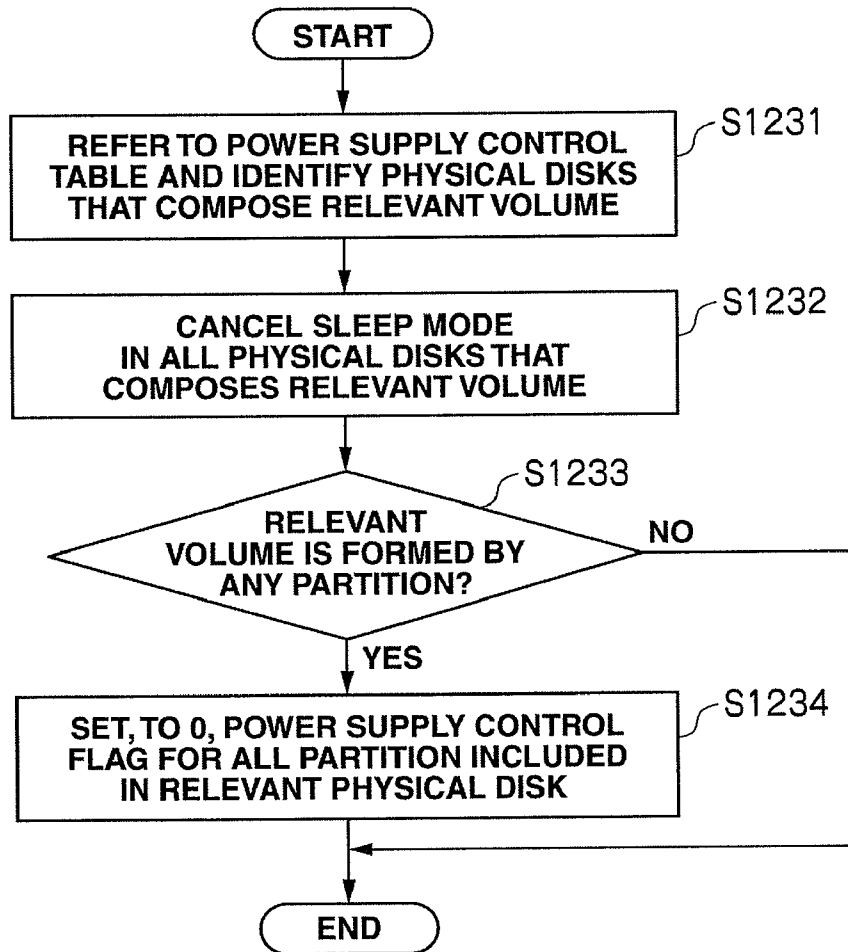 START
S1231
REFER TO POWER SUPPLY CONTROL
TABLE AND IDENTIFY PHYSICAL DISKS
THAT COMPOSE RELEVANT VOLUME
S1232
CANCEL SLEEP MODE
IN ALL PHYSICAL DISKS THAT
COMPOSES RELEVANT VOLUME
S1233
RELEVANT
VOLUME IS FORMED BY
ANY PARTITION?
NO
YES
S1234
SET, TO 0, POWER SUPPLY CONTROL
FLAG FOR ALL PARTITION INCLUDED
IN RELEVANT PHYSICAL DISK
END